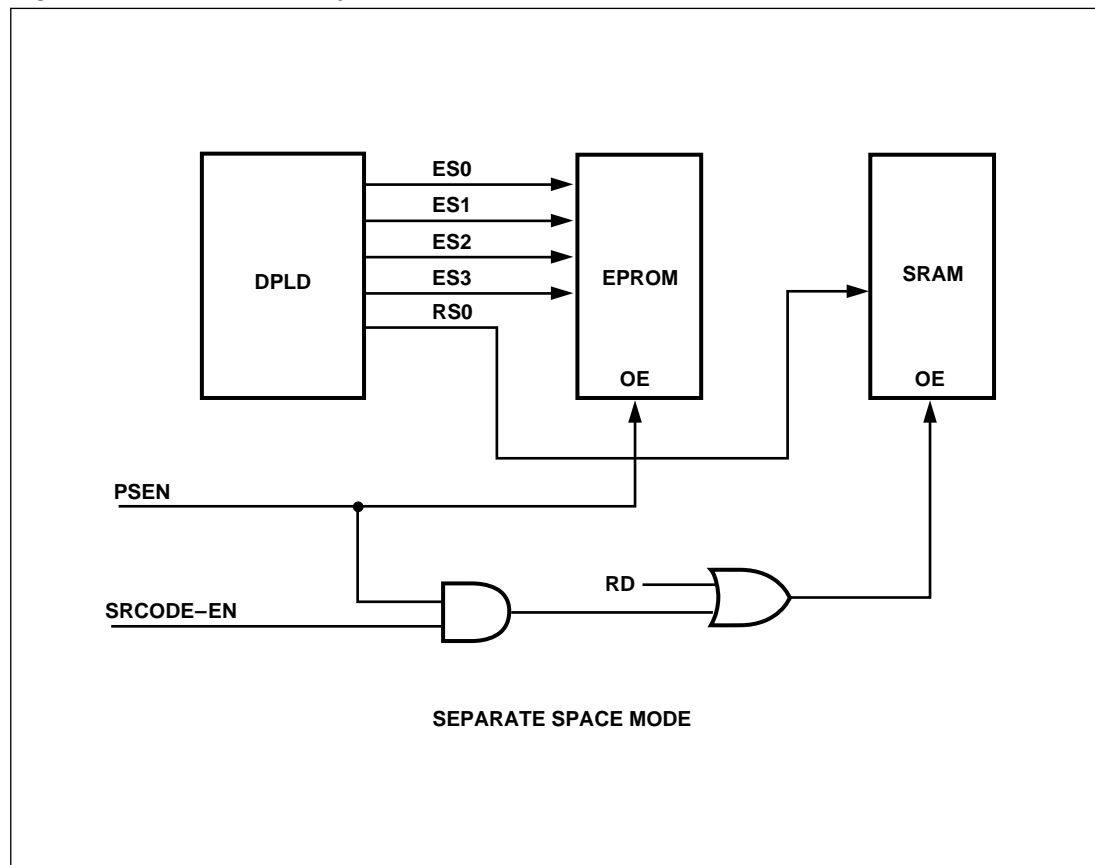 ES0
ES1
ES2
ES3
RS0
DPLD
EPROM
SRAM
OE
OE
PSEN
RD
SRCODE–EN
SEPARATE SPACE MODE